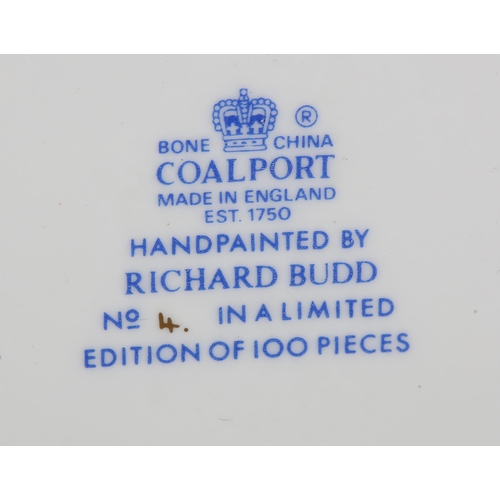 BONE CHINA ®
COALPORT
MADE IN ENGLAND
EST. 1750
HANDPAINTED BY
RICHARD BUDD
Nº 4. IN A LIMITED
EDITION OF 100 PIECES